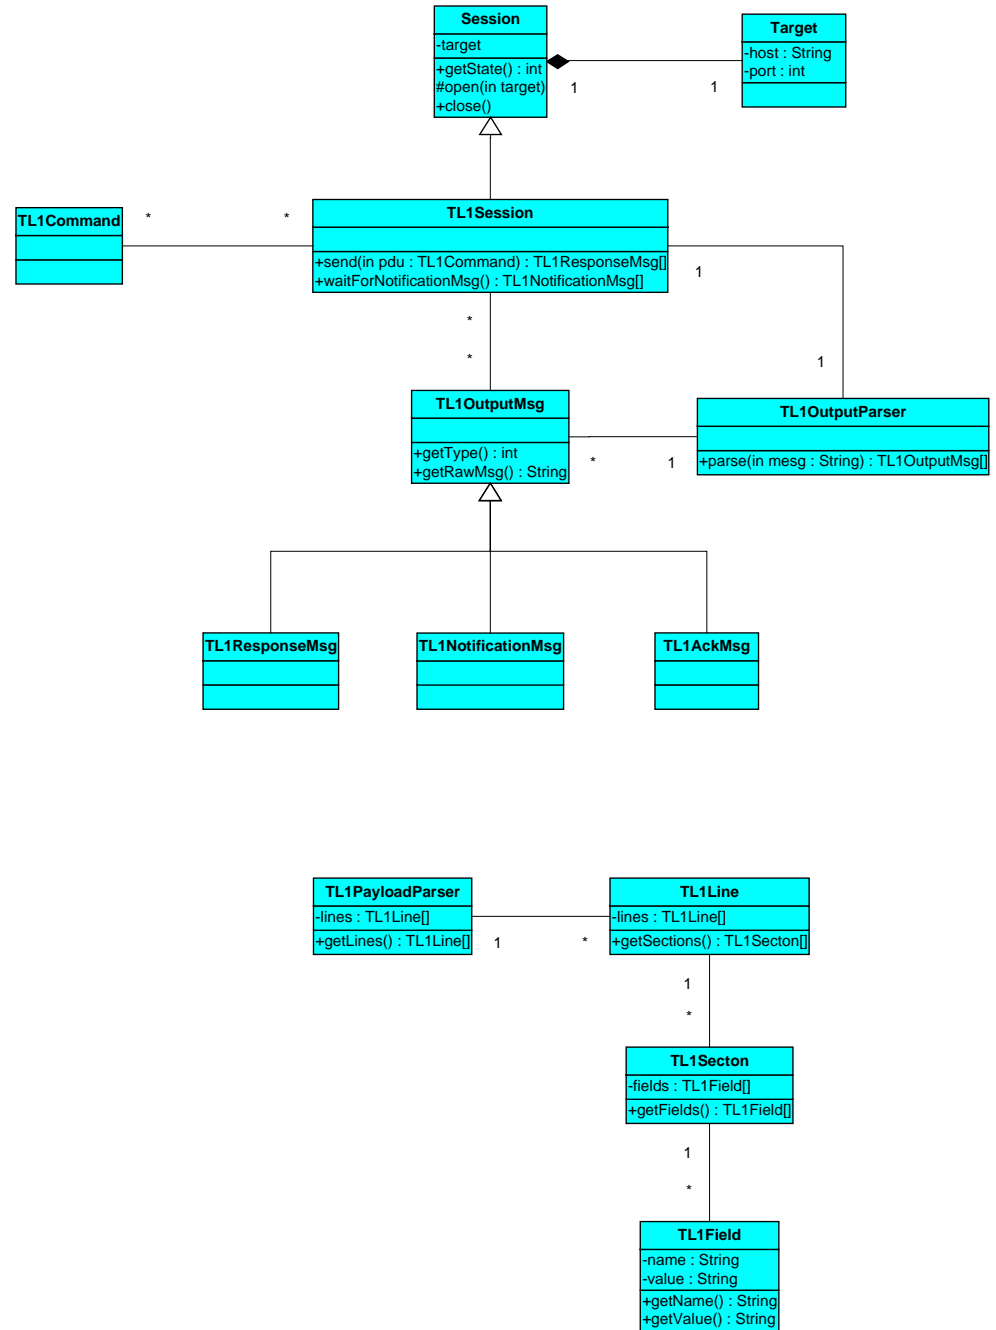 Session
-target
+getState() : int
#open(in target)
+close()
Target
-host : String
-port : int
1
1
TL1Command
*
*
TL1Session
+send(in pdu : TL1Command) : TL1ResponseMsg[]
+waitForNotificationMsg() : TL1NotificationMsg[]
1
1
*
*
TL1OutputMsg
+getType() : int
+getRawMsg() : String
*
1
TL1OutputParser
+parse(in mesg : String) : TL1OutputMsg[]
TL1ResponseMsg
TL1NotificationMsg
TL1AckMsg
TL1PayloadParser
-lines : TL1Line[]
+getLines() : TL1Line[]
1
*
TL1Line
-lines : TL1Line[]
+getSections() : TL1Secton[]
1
*
TL1Secton
-fields : TL1Field[]
+getFields() : TL1Field[]
1
*
TL1Field
-name : String
-value : String
+getName() : String
+getValue() : String